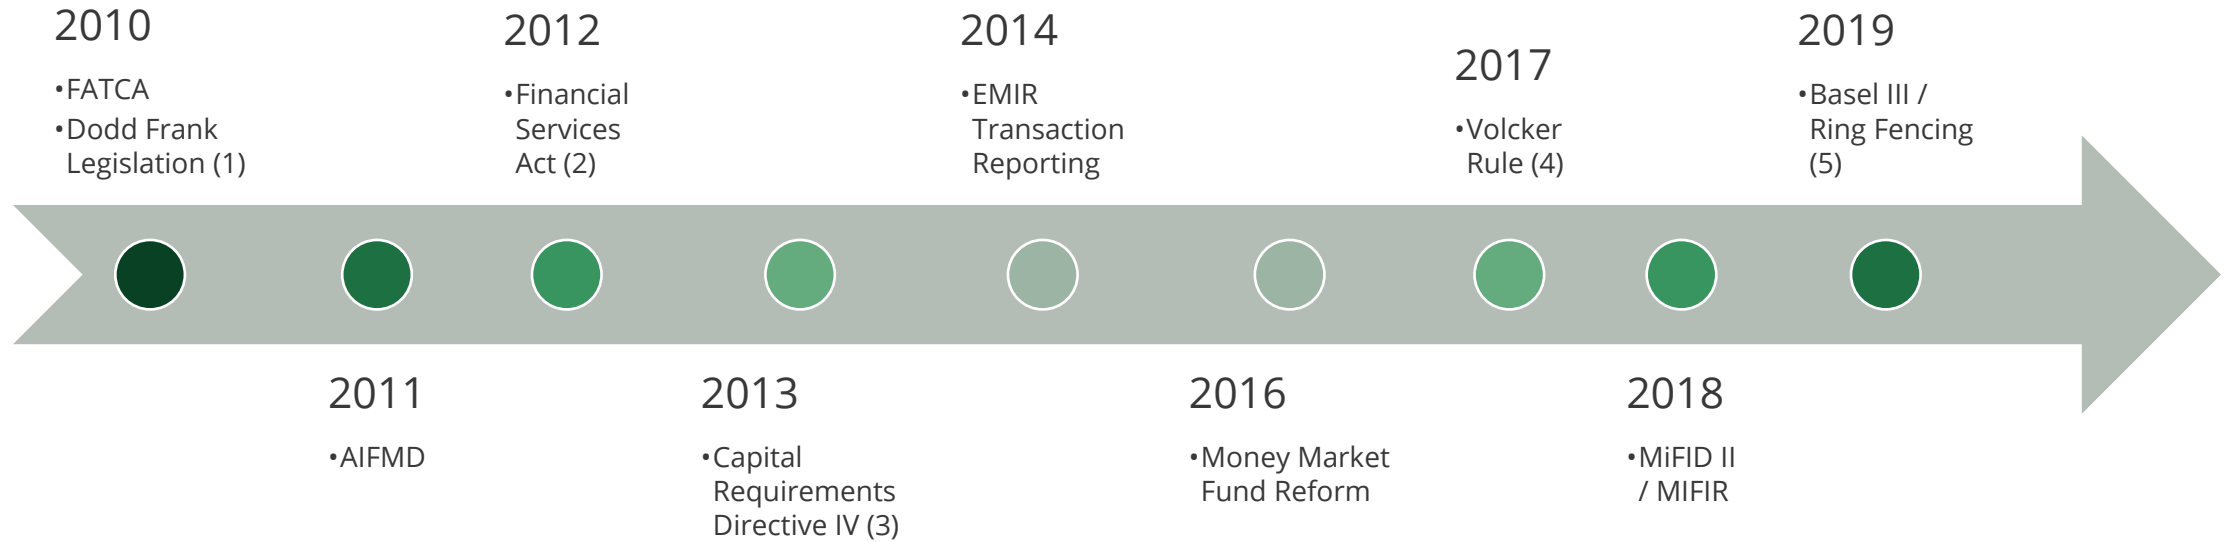 2010
•FATCA
•Dodd Frank
Legislation (1)
2011
•AIFMD
2012
•Financial
Services
Act (2)
2013
•Capital
Requirements
Directive IV (3)
2014
•EMIR
Transaction
Reporting
2016
•Money Market
Fund Reform
2017
•Volcker
Rule (4)
2018
•MiFID II
/ MIFIR
2019
•Basel III /
Ring Fencing
(5)